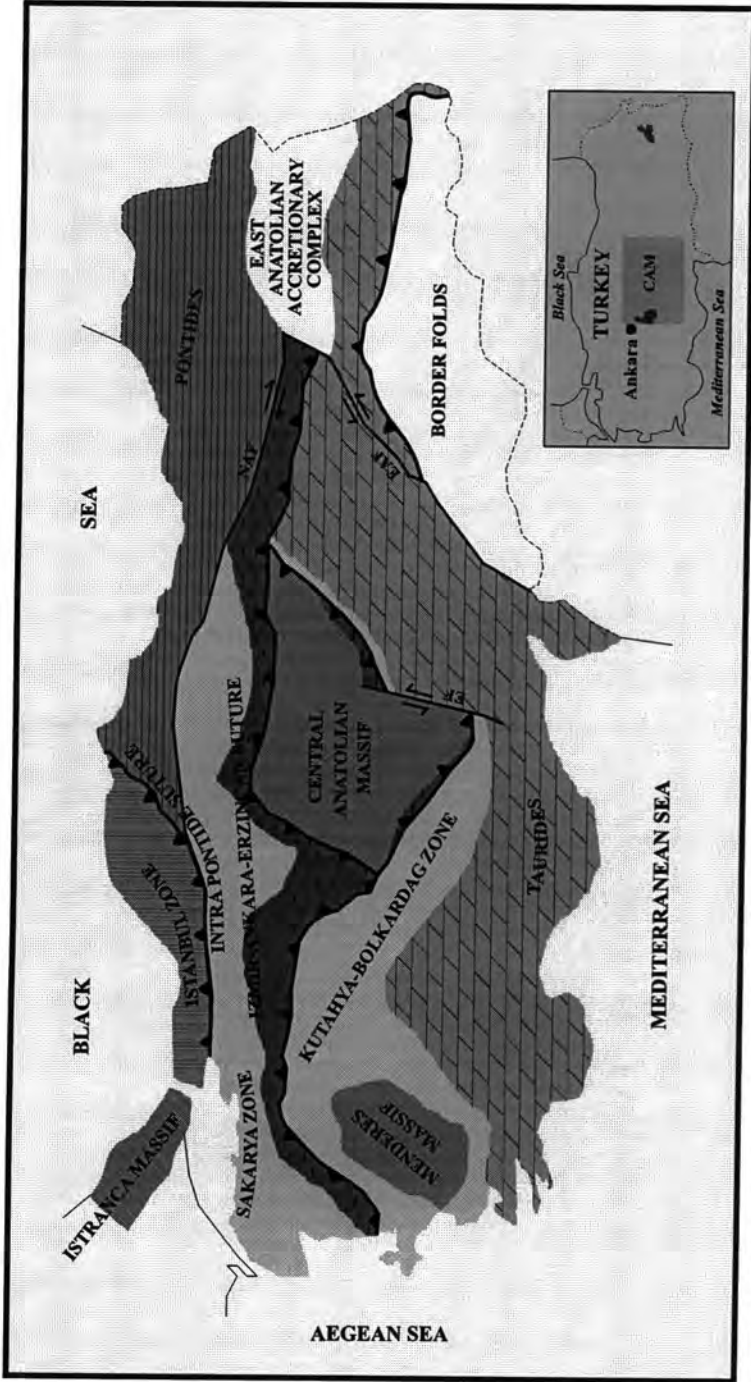 BLACK
SEA
ISTRANCA MASSIF
ISTANBUL ZONE
INTRA PONTIDE SUTURE
PONTIDES
SAKARYA ZONE
NAF
EAST
ANATOLIAN
ACCRETIONARY
COMPLEX
CENTRAL
ANATOLIAN
MASSIF
EAF
KUTAHYA-BOLKARDAG ZONE
MENDERES
MASSIF
TAURIDES
BORDER FOLDS
AEGEAN SEA
MEDITERRANEAN SEA
Black Sea
TURKEY
Ankara
CAM
Mediterranean Sea